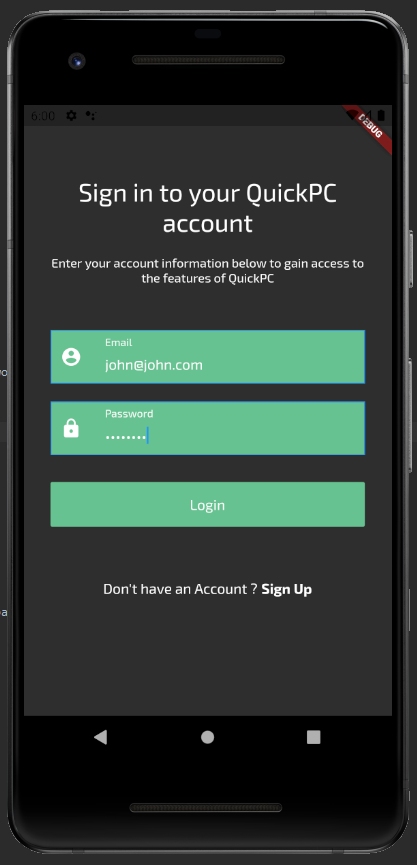 6:00
DEBUG
Sign in to your QuickPC
account
Enter your account information below to gain access to
the features of QuickPC
Email
john@john.com
Password
••••••••
Login
Don't have an Account ? Sign Up